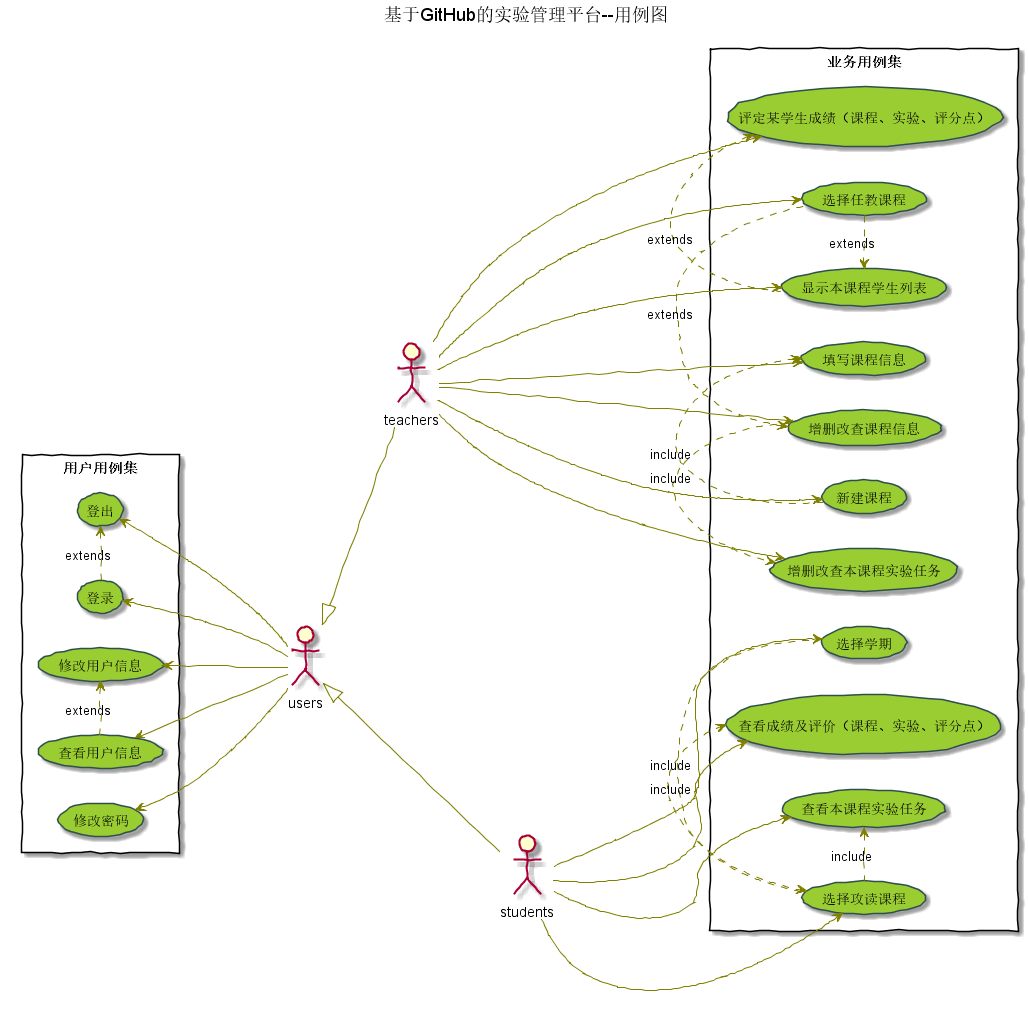 基于GitHub的实验管理平台--用例图
业务用例集
评定某学生成绩（课程、实验、评分点）
选择任教课程
extends
extends
显示本课程学生列表
extends
填写课程信息
teachers
增删改查课程信息
include
用户用例集
include
新建课程
登出
extends
增删改查本课程实验任务
登录
选择学期
修改用户信息
users
extends
查看成绩及评价（课程、实验、评分点）
查看用户信息
include
include
查看本课程实验任务
修改密码
include
选择攻读课程
students